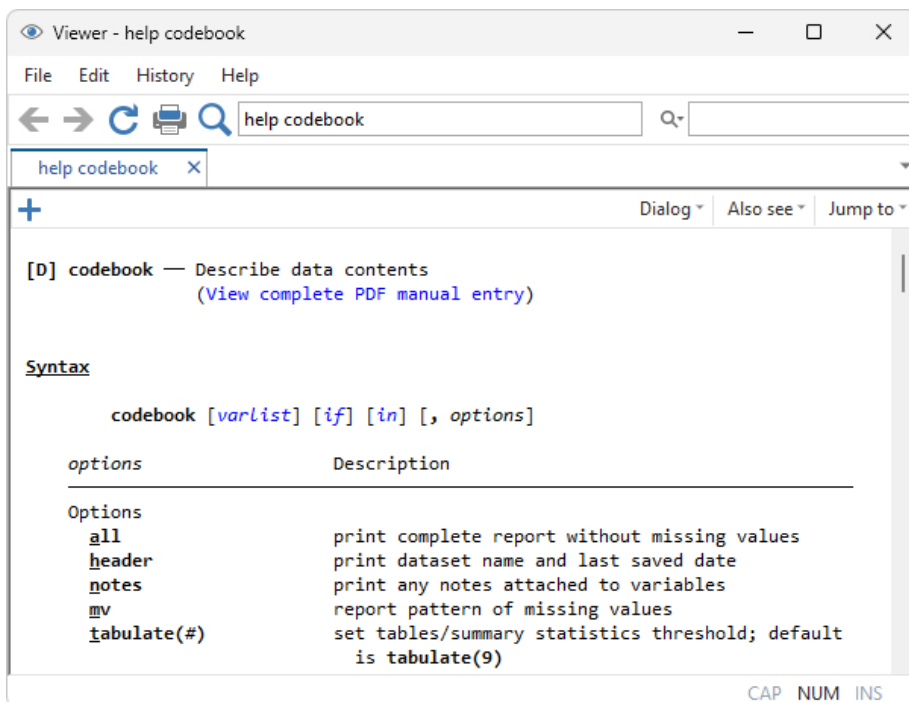 Viewer - help codebook
File Edit History Help
help codebook
help codebook
Dialog Also see Jump to
[D] codebook — Describe data contents
(View complete PDF manual entry)
Syntax
codebook [varlist] [if] [in] [, options]
options Description
Options
all print complete report without missing values
header print dataset name and last saved date
notes print any notes attached to variables
mv report pattern of missing values
tabulate(#) set tables/summary statistics threshold; default
is tabulate(9)
CAP NUM INS